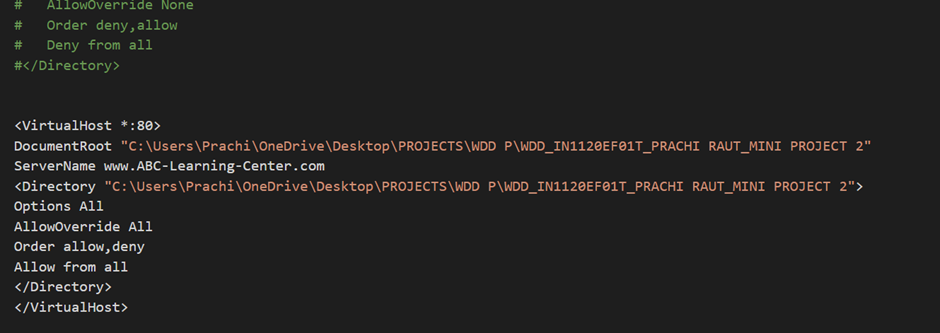 #   AllowOverride None
#   Order deny,allow
#   Deny from all
#</Directory>
<VirtualHost *:80>
DocumentRoot "C:\Users\Prachi\OneDrive\Desktop\PROJECTS\WDD P\WDD_IN1120EF01T_PRACHI RAUT_MINI PROJECT 2"
ServerName www.ABC-Learning-Center.com
<Directory "C:\Users\Prachi\OneDrive\Desktop\PROJECTS\WDD P\WDD_IN1120EF01T_PRACHI RAUT_MINI PROJECT 2">
Options All
AllowOverride All
Order allow,deny
Allow from all
</Directory>
</VirtualHost>